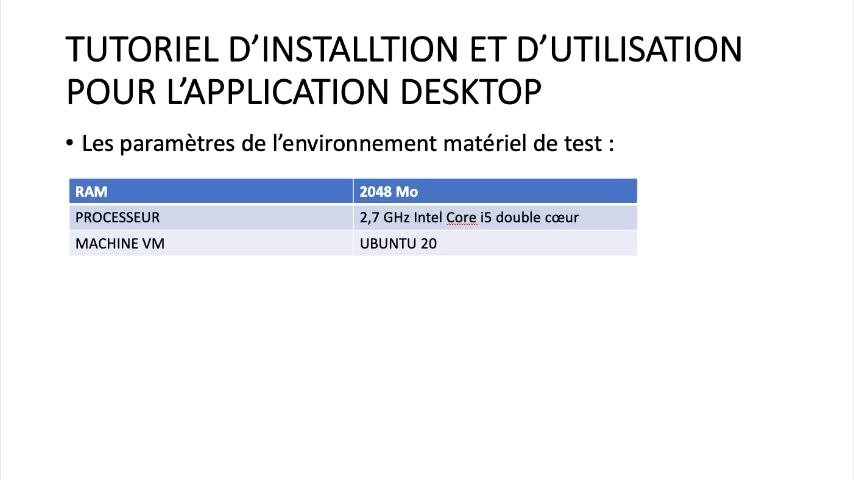 TUTORIEL D’INSTALLTION ET D’UTILISATION
POUR L’APPLICATION DESKTOP
• Les paramètres de l’environnement matériel de test :
RAM 2048 Mo
PROCESSEUR 2,7 GHz Intel Core i5 double cœur
MACHINE VM UBUNTU 20